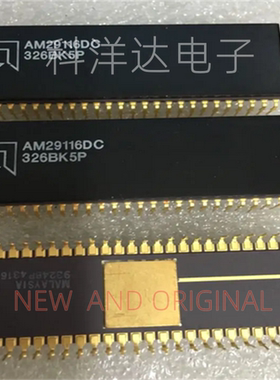 科洋达电子
AM29116DC
326BK5P
AM29116DC
326BK5P
MALAYSIA
NEW AND ORIGINAL